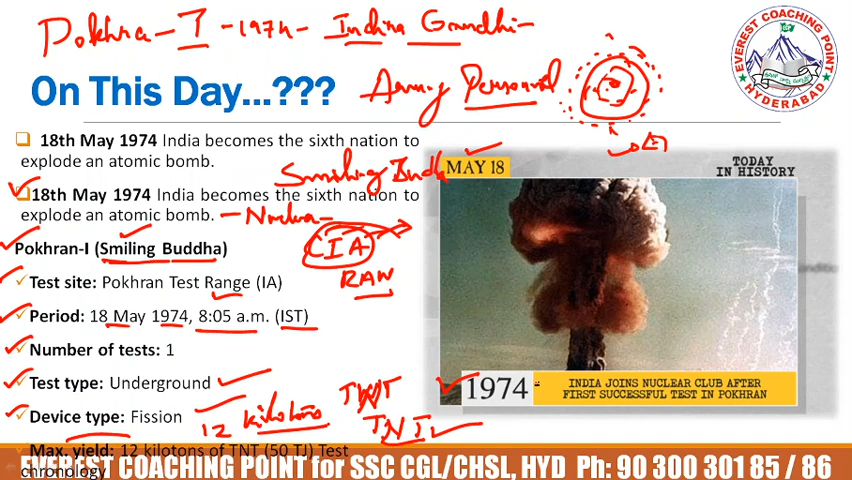 Pokhra - I - 1974 - Indira Gandhi -
On This Day...???
Army Personal
18th May 1974 India becomes the sixth nation to
explode an atomic bomb.
Smiling Budh
18th May 1974 India becomes the sixth nation to
explode an atomic bomb.
- Nuclea -
Pokhran-I (Smiling Buddha)
CIA
RAW
Test site: Pokhran Test Range (IA)
Period: 18 May 1974, 8:05 a.m. (IST)
Number of tests: 1
Test type: Underground
TNT
Device type: Fission
12 kilotons
TNT
Max. yield: 12 kilotons of TNT (50 TJ) Test
chronology
MAY 18
TODAY
IN HISTORY
1974
INDIA JOINS NUCLEAR CLUB AFTER
FIRST SUCCESSFUL TEST IN POKHRAN
EVEREST COACHING POINT
HYDERABAD
EVEREST COACHING POINT for SSC CGL/CHSL, HYD Ph: 90 300 301 85 / 86